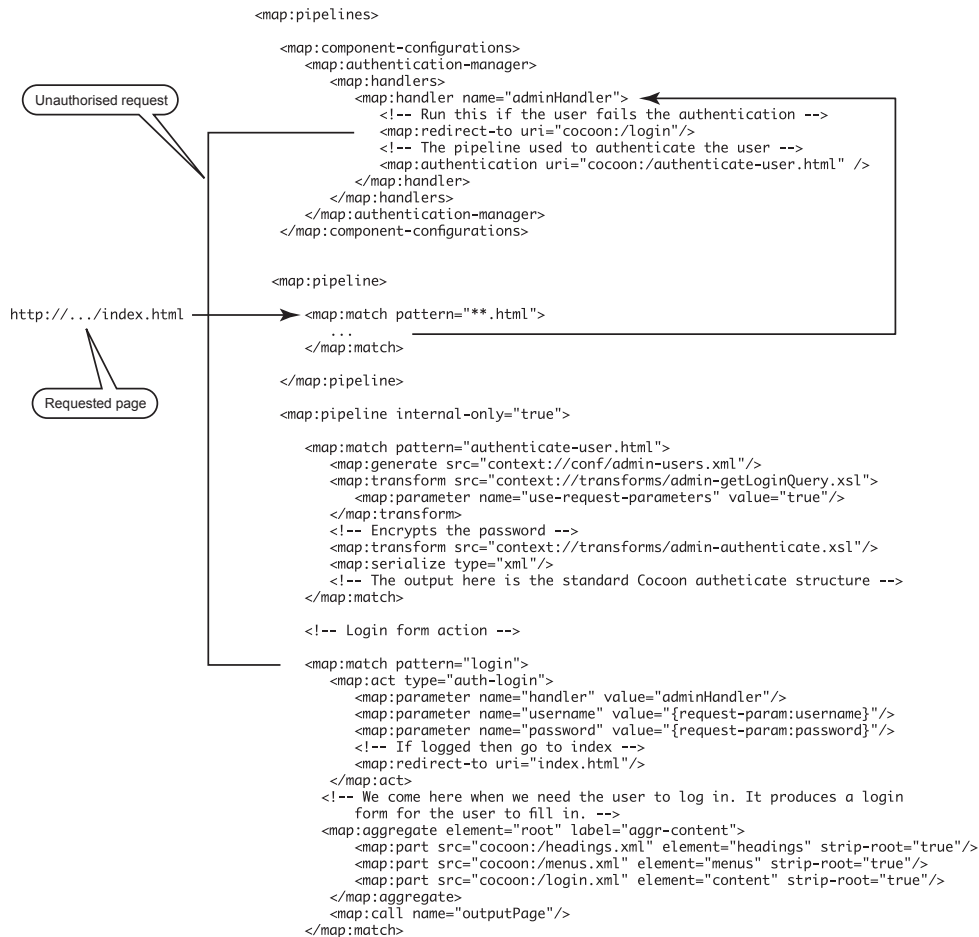 <map:pipelines>
<map:component-configurations>
<map:authentication-manager>
<map:handlers>
<map:handler name="adminHandler">
<!-- Run this if the user fails the authentication -->
<map:redirect-to uri="cocoon:/login"/>
<!-- The pipeline used to authenticate the user -->
<map:authentication uri="cocoon:/authenticate-user.html" />
</map:handler>
</map:handlers>
</map:authentication-manager>
</map:component-configurations>
Unauthorised request
<map:pipeline>
http://.../index.html
<map:match pattern="**.html">
...
</map:match>
</map:pipeline>
Requested page
<map:pipeline internal-only="true">
<map:match pattern="authenticate-user.html">
<map:generate src="context://conf/admin-users.xml"/>
<map:transform src="context://transforms/admin-getLoginQuery.xsl">
<map:parameter name="use-request-parameters" value="true"/>
</map:transform>
<!-- Encrypts the password -->
<map:transform src="context://transforms/admin-authenticate.xsl"/>
<map:serialize type="xml"/>
<!-- The output here is the standard Cocoon autheticate structure -->
</map:match>
<!-- Login form action -->
<map:match pattern="login">
<map:act type="auth-login">
<map:parameter name="handler" value="adminHandler"/>
<map:parameter name="username" value="{request-param:username}"/>
<map:parameter name="password" value="{request-param:password}"/>
<!-- If logged then go to index -->
<map:redirect-to uri="index.html"/>
</map:act>
<!-- We come here when we need the user to log in. It produces a login
form for the user to fill in. -->
<map:aggregate element="root" label="aggr-content">
<map:part src="cocoon:/headings.xml" element="headings" strip-root="true"/>
<map:part src="cocoon:/menus.xml" element="menus" strip-root="true"/>
<map:part src="cocoon:/login.xml" element="content" strip-root="true"/>
</map:aggregate>
<map:call name="outputPage"/>
</map:match>